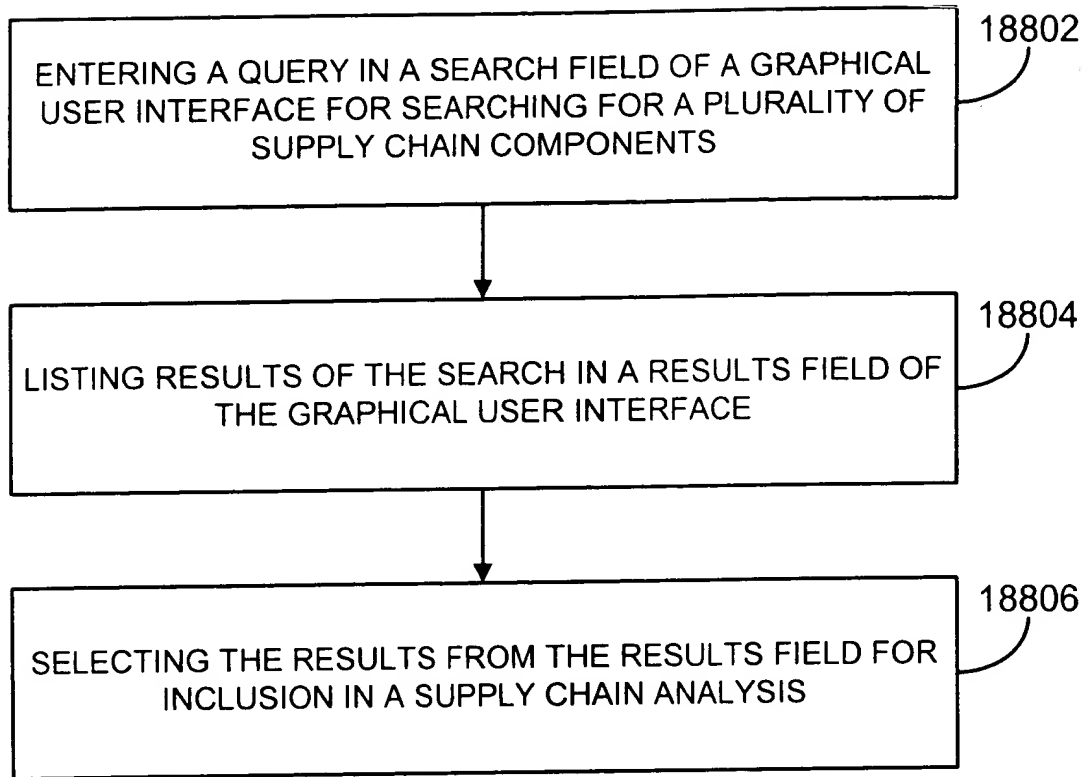 18802
ENTERING A QUERY IN A SEARCH FIELD OF A GRAPHICAL
USER INTERFACE FOR SEARCHING FOR A PLURALITY OF
SUPPLY CHAIN COMPONENTS
18804
LISTING RESULTS OF THE SEARCH IN A RESULTS FIELD OF
THE GRAPHICAL USER INTERFACE
18806
SELECTING THE RESULTS FROM THE RESULTS FIELD FOR
INCLUSION IN A SUPPLY CHAIN ANALYSIS